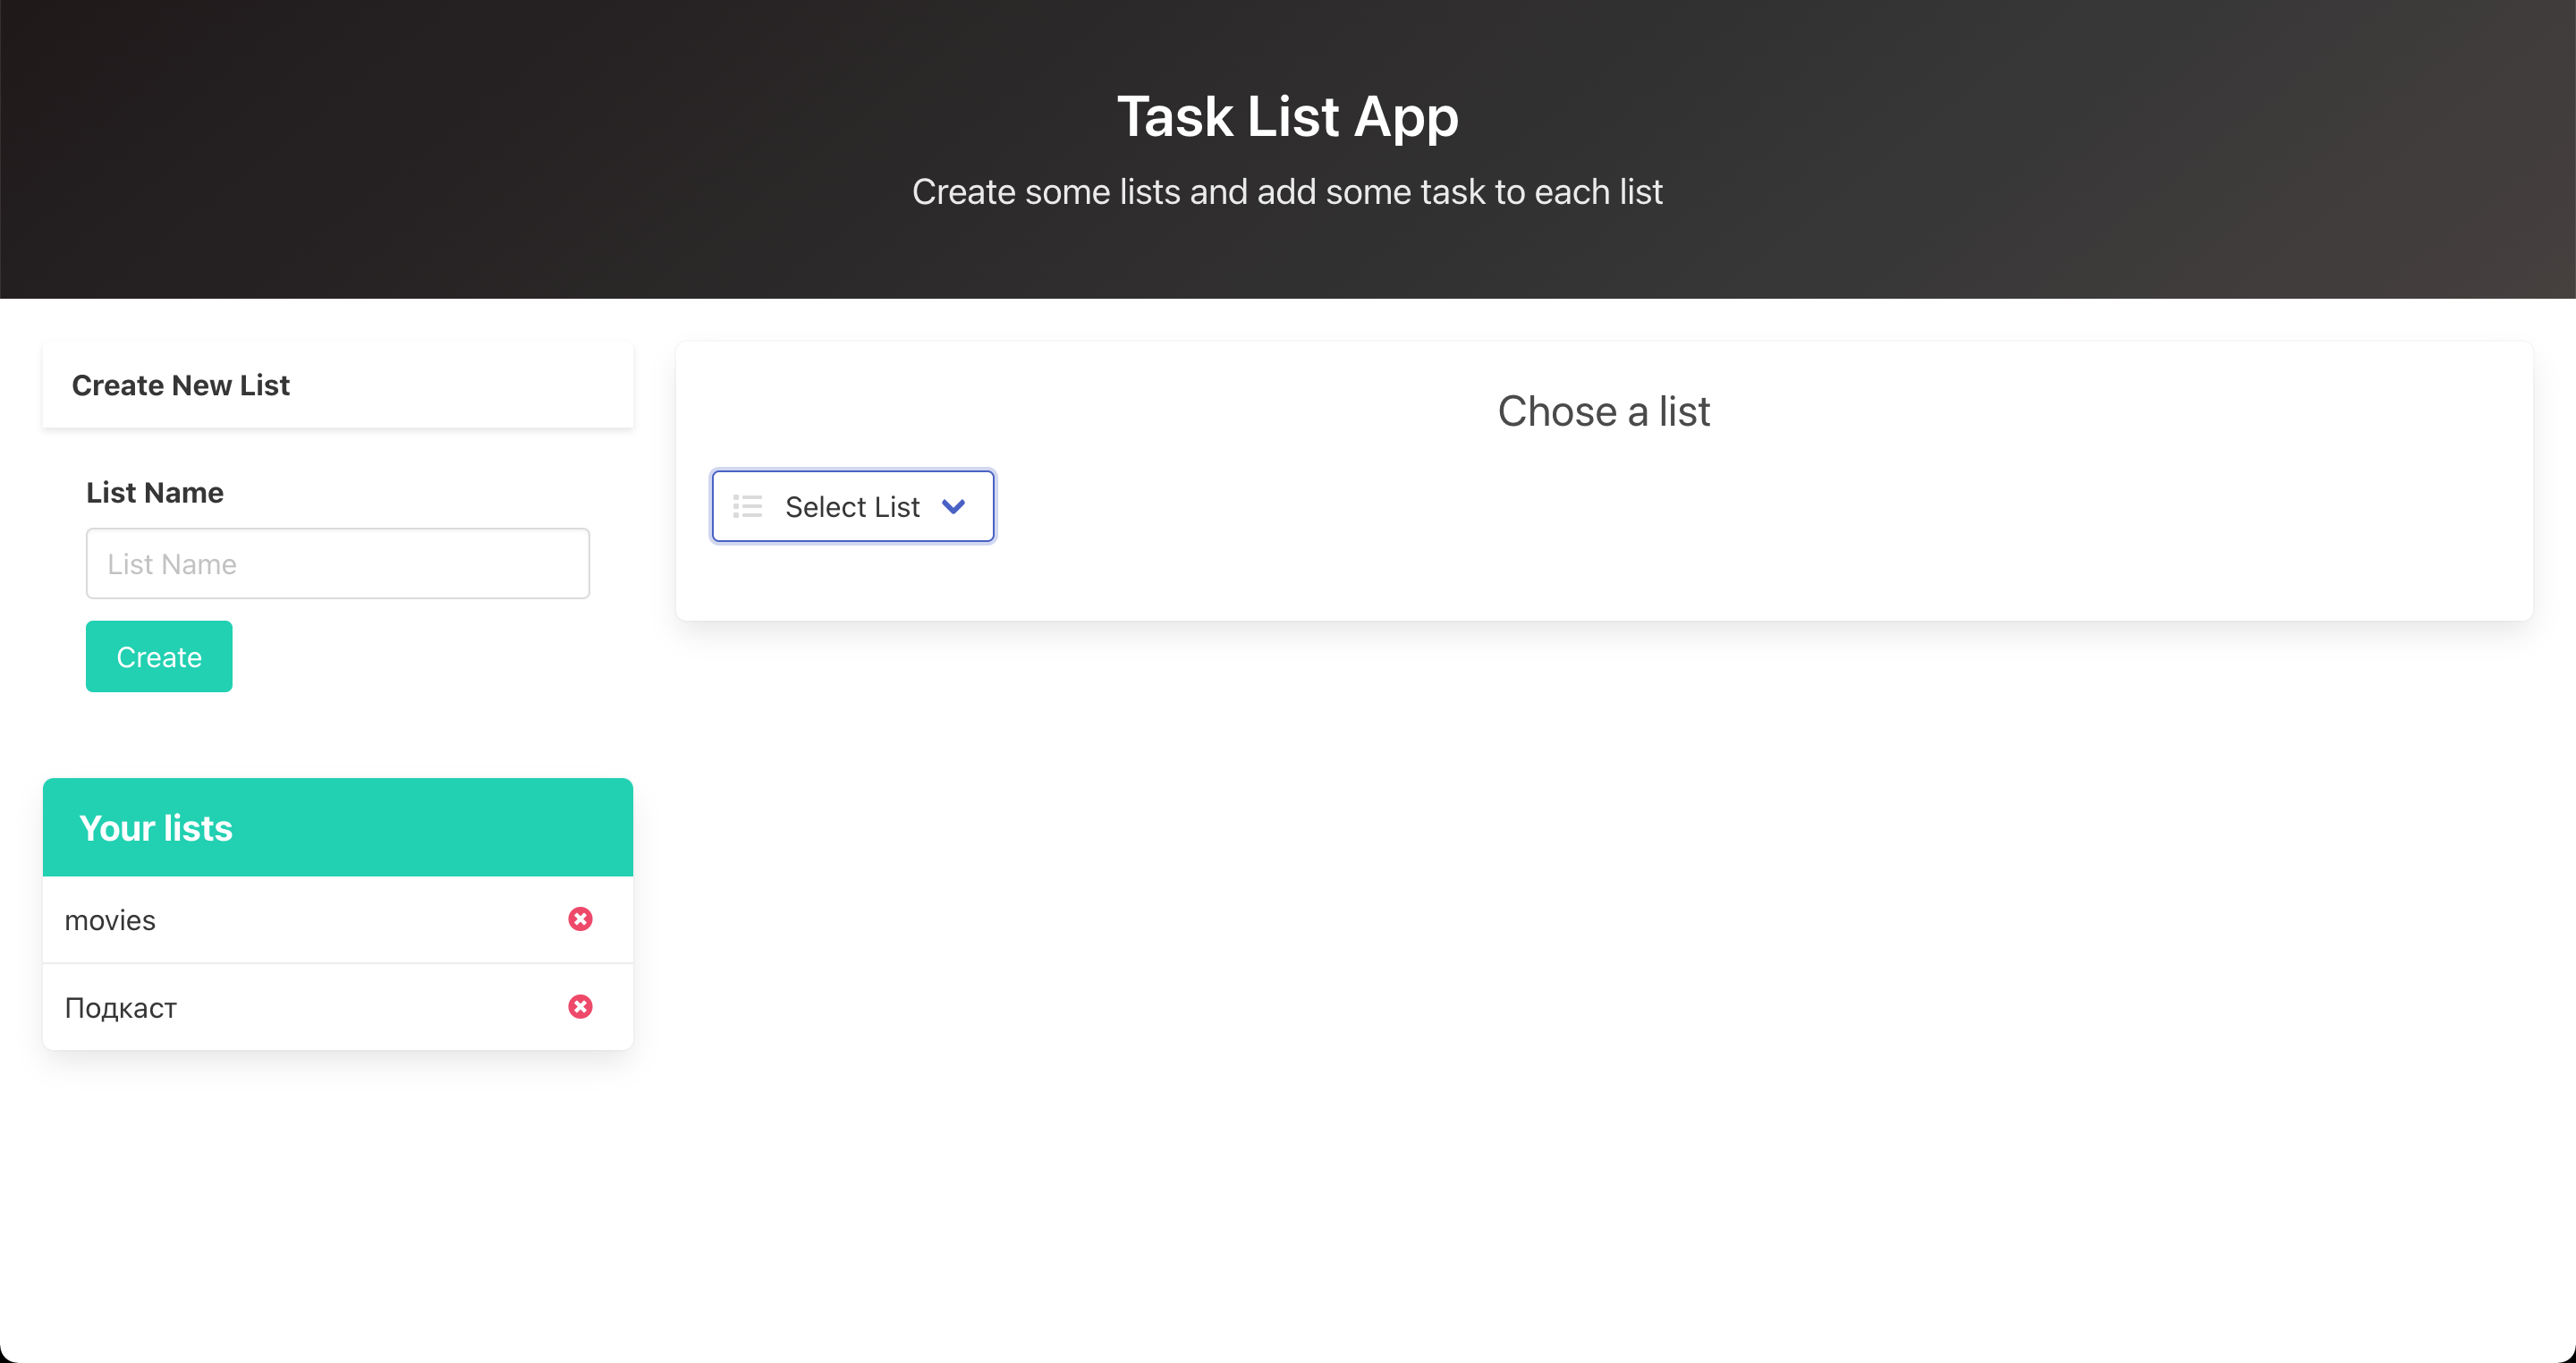 Task List App
Create some lists and add some task to each list
Create New List
List Name
List Name
Create
Your lists
movies
Подкаст
Chose a list
Select List